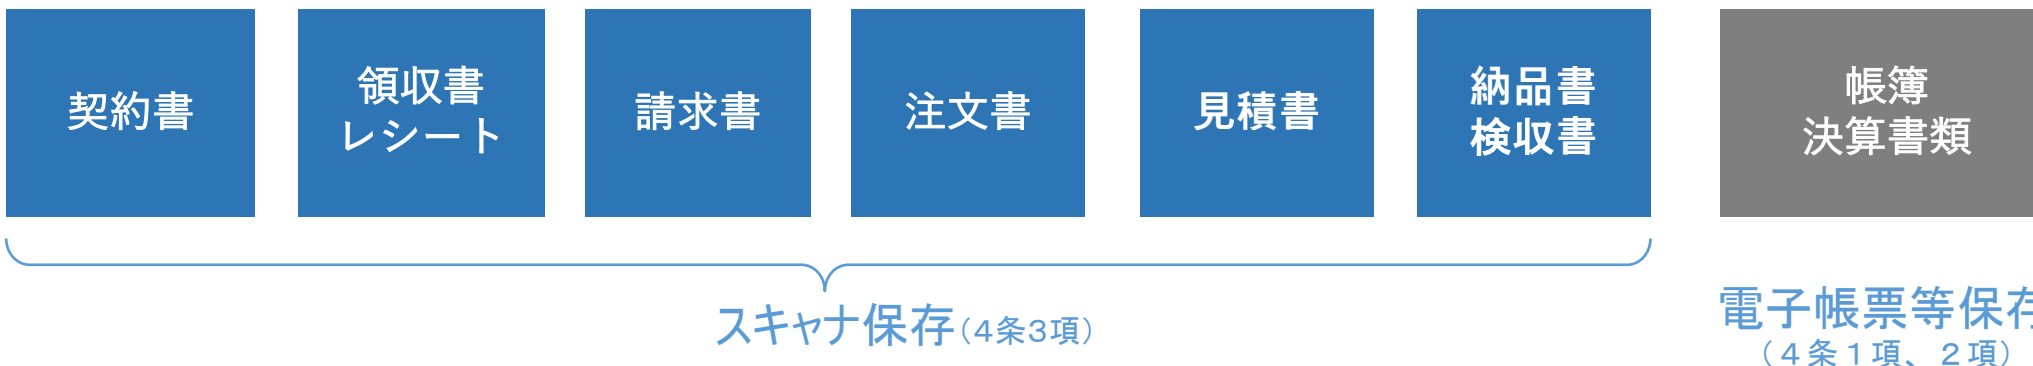 契約書
領収書
レシート
請求書
注文書
見積書
納品書
検収書
帳簿
決算書類
スキャナ保存(4条3項)
電子帳票等保存
(４条１項、２項)